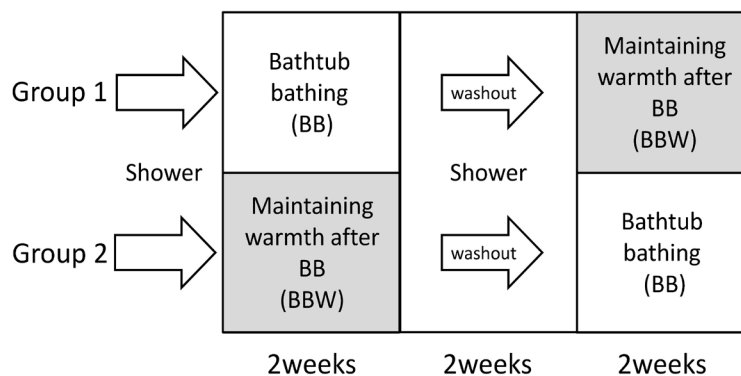 Group 1
Bathtub
bathing
(BB)
washout
Maintaining
warmth after
BB
(BBW)
Shower
Shower
Group 2
Maintaining
warmth after
BB
(BBW)
washout
Bathtub
bathing
(BB)
2weeks
2weeks
2weeks